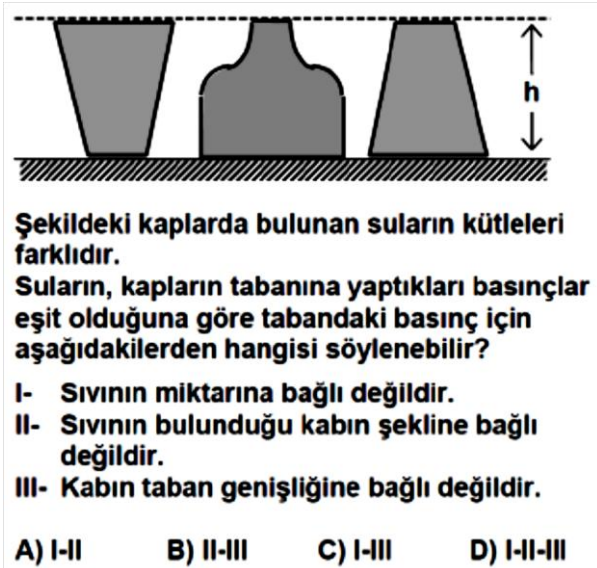 h
Şekildeki kaplarda bulunan suların kütleleri
farklıdır.
Suların, kapların tabanına yaptıkları basınçlar
eşit olduğuna göre tabandaki basınç için
aşağıdakilerden hangisi söylenebilir?
I- Sıvının miktarına bağlı değildir.
II- Sıvının bulunduğu kabın şekline bağlı
değildir.
III- Kabın taban genişliğine bağlı değildir.
A) I-II B) II-III C) I-III D) I-II-III